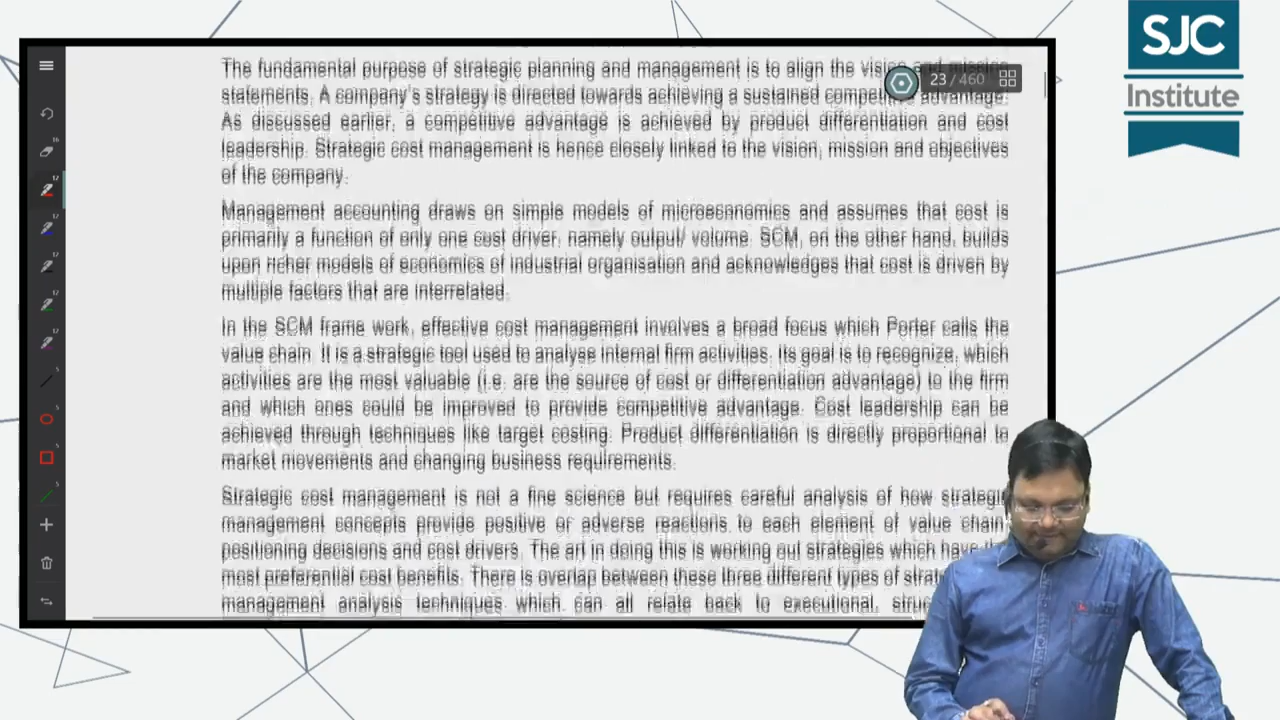 SJC
Institute
23 / 460
The fundamental purpose of strategic planning and management is to align the vision and mission
statements. A company's strategy is directed towards achieving a sustained competitive advantage.
As discussed earlier, a competitive advantage is achieved by product differentiation and cost
leadership. Strategic cost management is hence closely linked to the vision, mission and objectives
of the company.
Management accounting draws on simple models of microeconomics and assumes that cost is
primarily a function of only one cost driver, namely output/ volume. SCM, on the other hand, builds
upon richer models of economics of industrial organisation and acknowledges that cost is driven by
multiple factors that are interrelated.
In the SCM frame work, effective cost management involves a broad focus which Porter calls the
value chain. It is a strategic tool used to analyse internal firm activities. Its goal is to recognize, which
activities are the most valuable (i.e. are the source of cost or differentiation advantage) to the firm
and which ones could be improved to provide competitive advantage. Cost leadership can be
achieved through techniques like target costing. Product differentiation is directly proportional to
market movements and changing business requirements.
Strategic cost management is not a fine science but requires careful analysis of how strategic
management concepts provide positive or adverse reactions to each element of value chain,
positioning decisions and cost drivers. The art in doing this is working out strategies which have
most preferential cost benefits. There is overlap between these three different types of
management analysis techniques which can all relate back to executional,